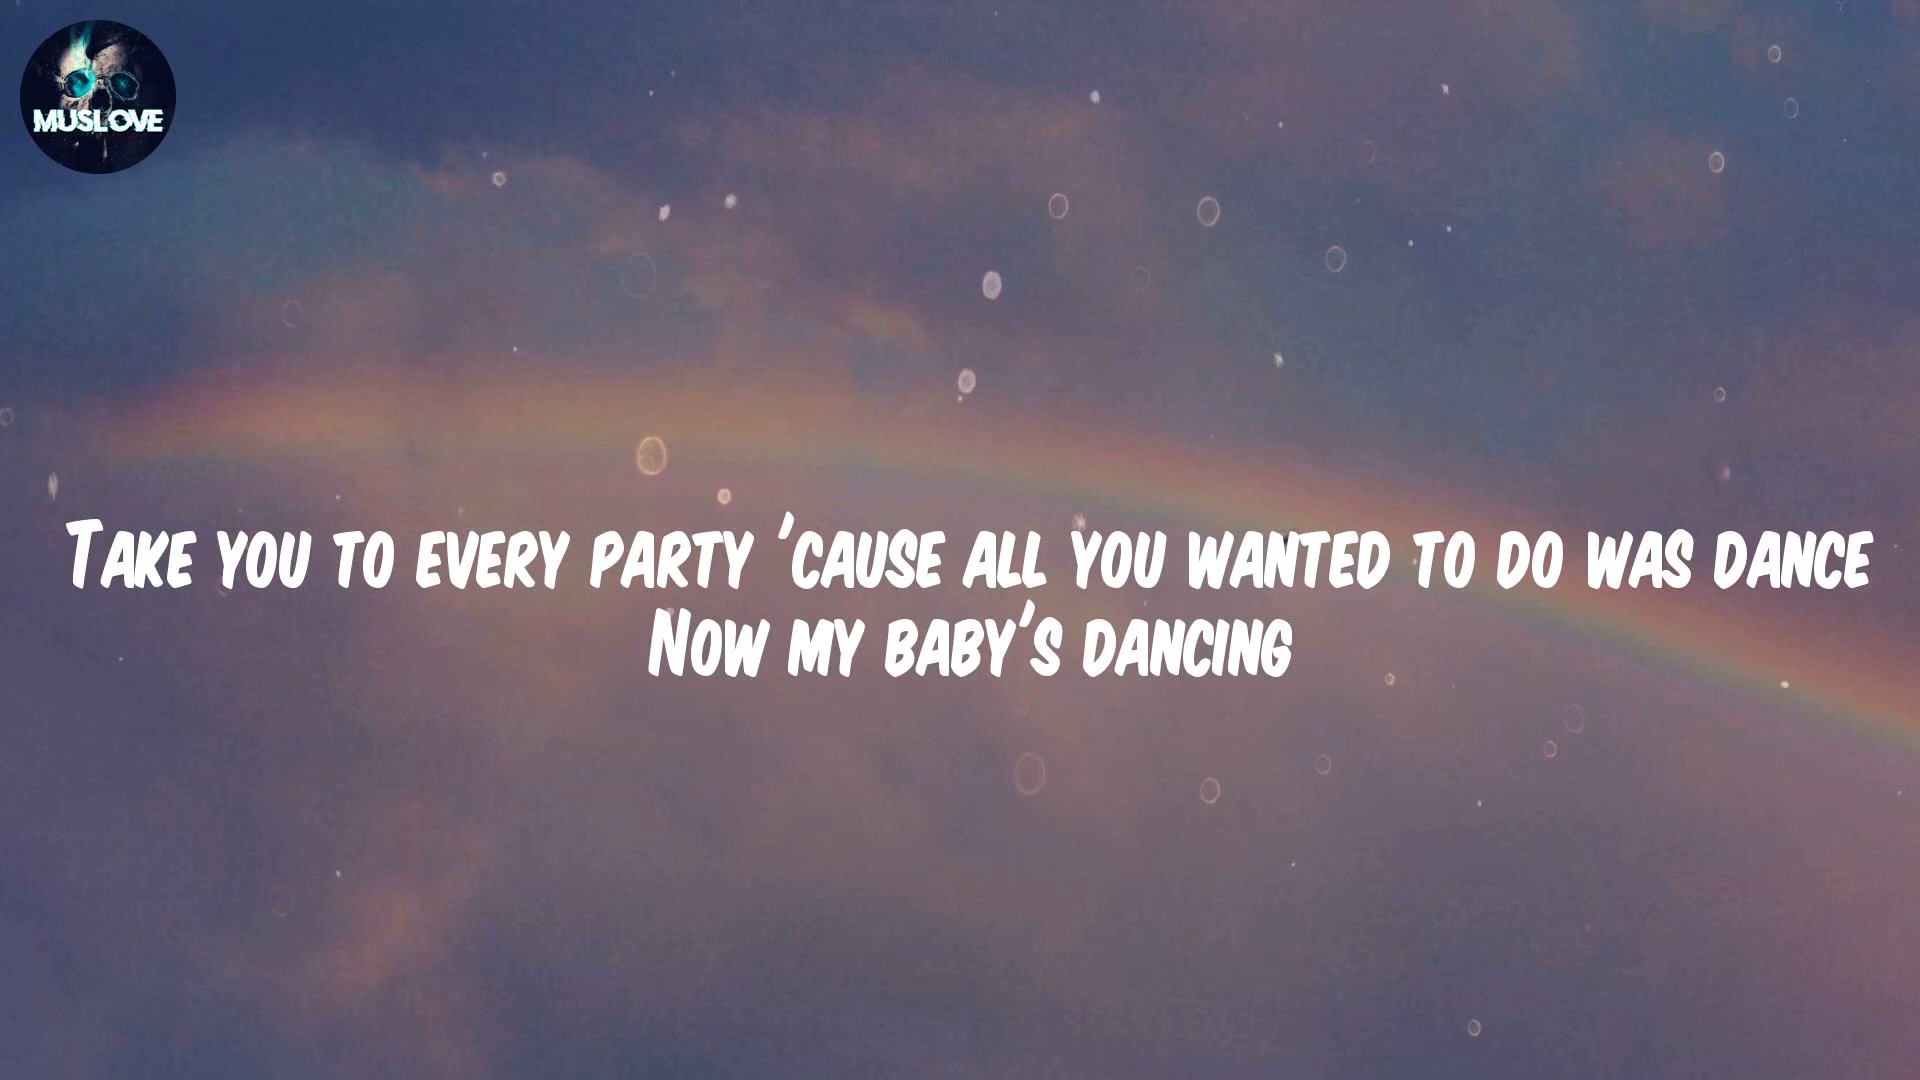 MUSLOVE
Take you to every party 'cause all you wanted to do was dance
Now my baby's dancing